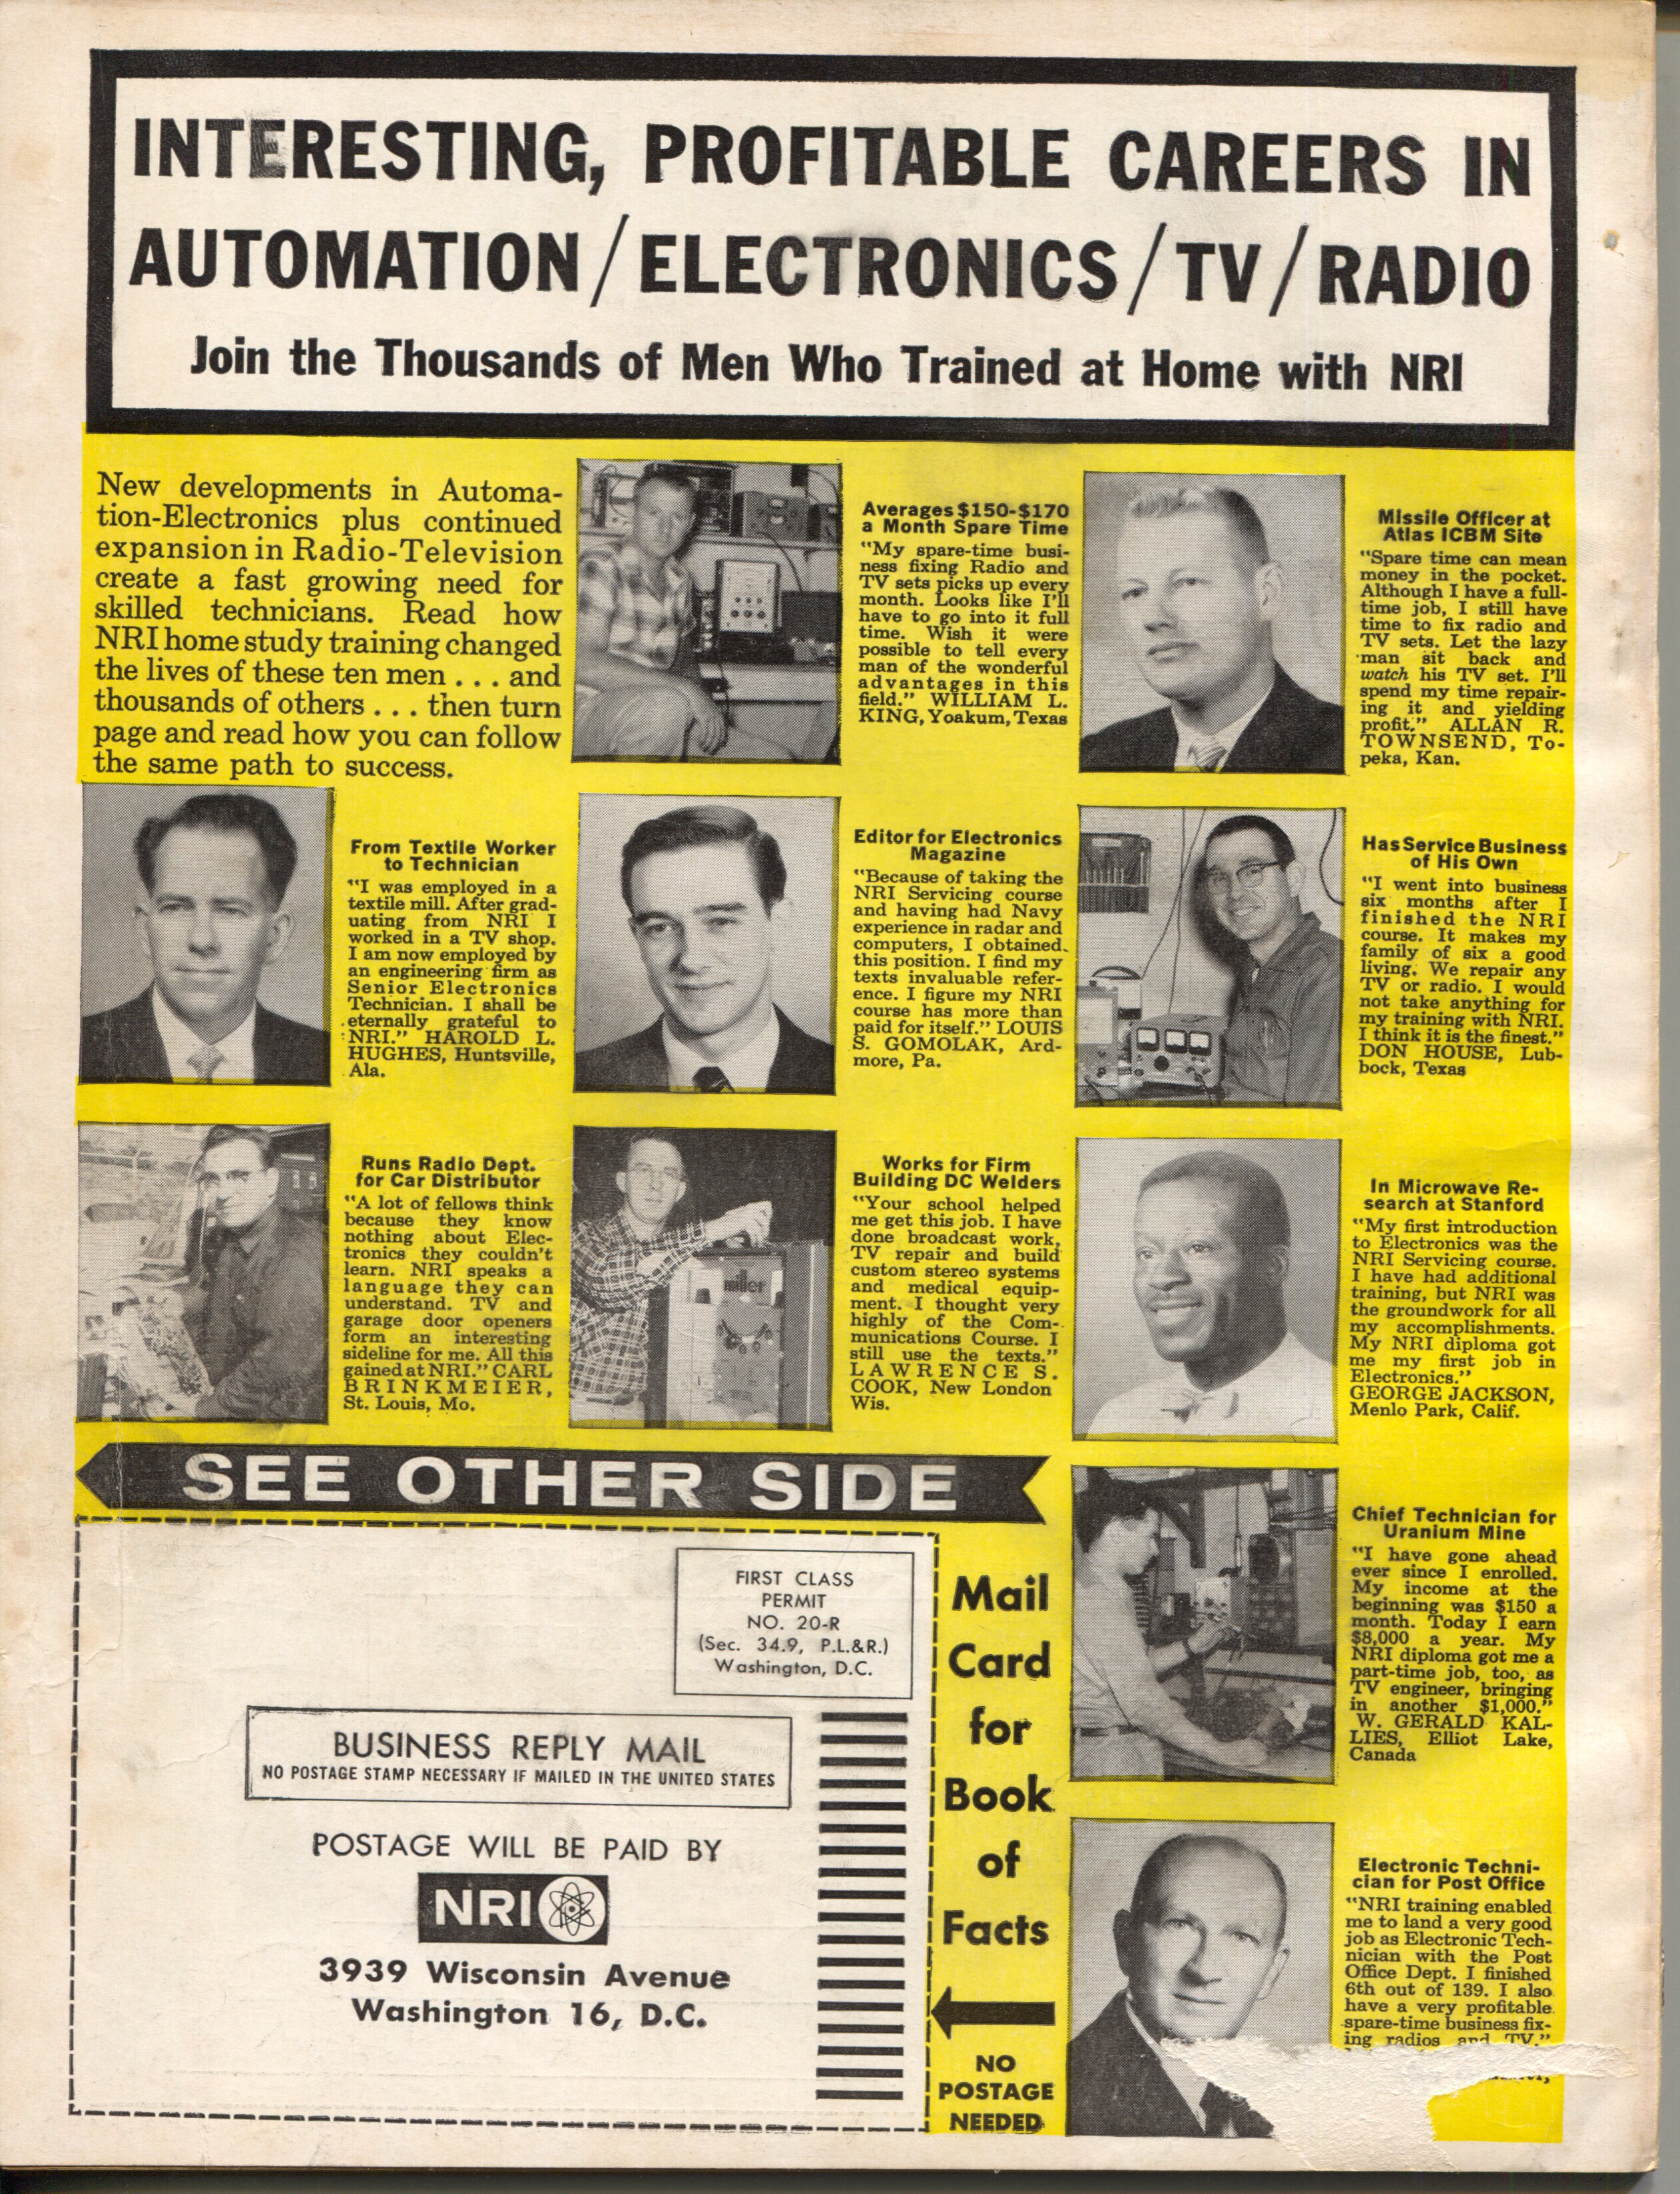 INTERESTING, PROFITABLE CAREERS IN
AUTOMATION/ELECTRONICS/TV/RADIO
Join the Thousands of Men Who Trained at Home with NRI
New developments in Automa-
tion-Electronics plus continued
expansion in Radio-Television
create a fast growing need for
skilled technicians. Read how
NRI home study training changed
the lives of these ten men . . . and
thousands of others . . . then turn
page and read how you can follow
the same path to success.
Averages $150-$170
a Month Spare Time
"My spare-time busi-
ness fixing Radio and
TV sets picks up every
month. Looks like I'll
have to go into it full
time. Wish it were
possible to tell every
man of the wonderful
advantages in this
field." WILLIAM L.
KING, Yoakum, Texas
Missile Officer at
Atlas ICBM Site
"Spare time can mean
money in the pocket.
Although I have a full-
time job, I still have
time to fix radio and
TV sets. Let the lazy
man sit back and
watch his TV set. I'll
spend my time repair-
ing it and yielding
profit." ALLAN R.
TOWNSEND, To-
peka, Kan.
From Textile Worker
to Technician
"I was employed in a
textile mill. After grad-
uating from NRI I
worked in a TV shop.
I am now employed by
an engineering firm as
Senior Electronics
Technician. I shall be
eternally grateful to
NRI." HAROLD L.
HUGHES, Huntsville,
Ala.
Editor for Electronics
Magazine
"Because of taking the
NRI Servicing course
and having had Navy
experience in radar and
computers, I obtained
this position. I find my
texts invaluable refer-
ence. I figure my NRI
course has more than
paid for itself." LOUIS
S. GOMOLAK, Ard-
more, Pa.
Has Service Business
of His Own
"I went into business
six months after I
finished the NRI
course. It makes my
family of six a good
living. We repair any
TV or radio. I would
not take anything for
my training with NRI.
I think it is the finest."
DON HOUSE, Lub-
bock, Texas
Runs Radio Dept.
for Car Distributor
"A lot of fellows think
because they know
nothing about Elec-
tronics they couldn't
learn. NRI speaks a
language they can
understand. TV and
garage door openers
form an interesting
sideline for me. All this
gained at NRI." CARL
BRINKMEIER,
St. Louis, Mo.
miller
Works for Firm
Building DC Welders
"Your school helped
me get this job. I have
done broadcast work,
TV repair and build
custom stereo systems
and medical equip-
ment. I thought very
highly of the Com-
munications Course. I
still use the texts."
LAWRENCE S.
COOK, New London
Wis.
In Microwave Re-
search at Stanford
"My first introduction
to Electronics was the
NRI Servicing course.
I have had additional
training, but NRI was
the groundwork for all
my accomplishments.
My NRI diploma got
me my first job in
Electronics."
GEORGE JACKSON,
Menlo Park, Calif.
SEE OTHER SIDE
FIRST CLASS
PERMIT
NO. 20-R
(Sec. 34.9, P.L.&R.)
Washington, D.C.
BUSINESS REPLY MAIL
NO POSTAGE STAMP NECESSARY IF MAILED IN THE UNITED STATES
POSTAGE WILL BE PAID BY
NRI
3939 Wisconsin Avenue
Washington 16, D.C.
Mail
Card
for
Book
of
Facts
NO
POSTAGE
NEEDED
Chief Technician for
Uranium Mine
"I have gone ahead
ever since I enrolled.
My income at the
beginning was $150 a
month. Today I earn
$8,000 a year. My
NRI diploma got me a
part-time job, too, as
TV engineer, bringing
in another $1,000."
W. GERALD KAL-
LIES, Elliot Lake,
Canada
Electronic Techni-
cian for Post Office
"NRI training enabled
me to land a very good
job as Electronic Tech-
nician with the Post
Office Dept. I finished
6th out of 139. I also
have a very profitable
spare-time business fix-
ing radios and TV."